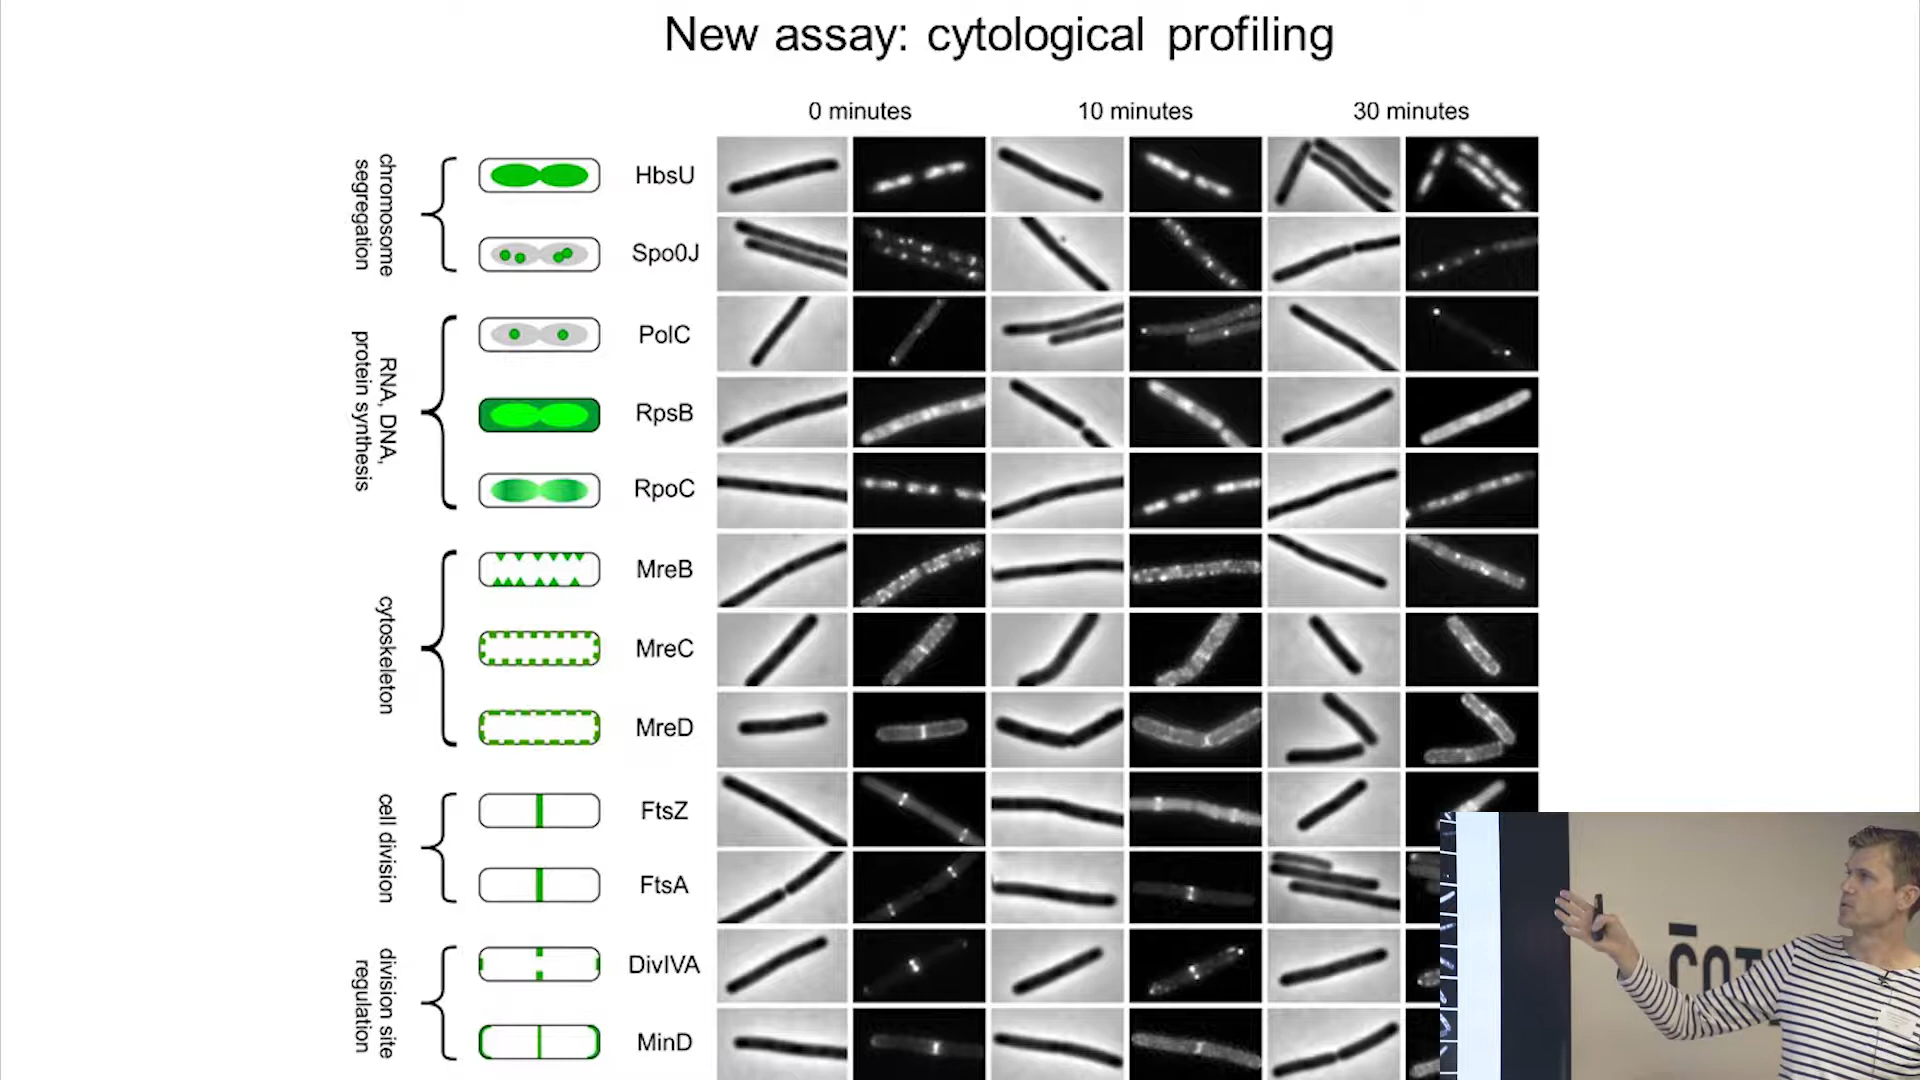 New assay: cytological profiling
0 minutes 10 minutes 30 minutes
chromosome
segregation
HbsU
Spo0J
RNA, DNA,
protein synthesis
PolC
RpsB
RpoC
cytoskeleton
MreB
MreC
MreD
cell division
FtsZ
FtsA
division site
regulation
DivIVA
MinD